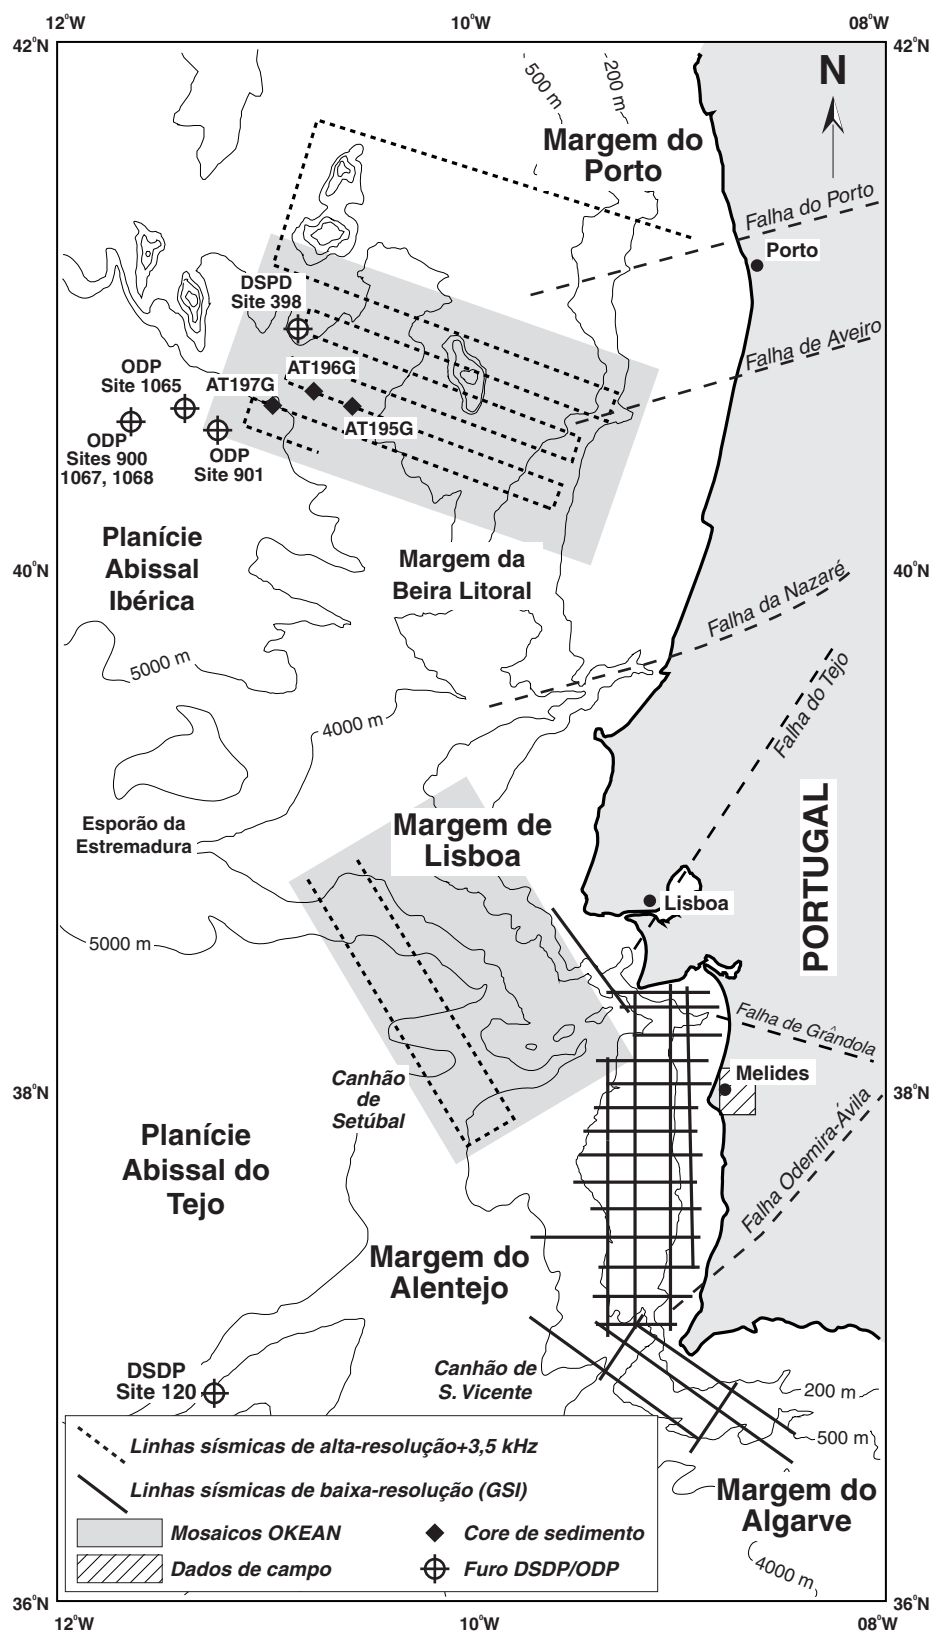 12°W 10°W 08°W
42°N 42°N
500 m
200 m
N
Margem do
Porto
Falha do Porto
Porto
DSPD
Site 398
Falha de Aveiro
ODP
Site 1065
AT196G
AT197G
AT195G
ODP
Sites 900
1067, 1068
ODP
Site 901
Planície
Abissal
Ibérica
Margem da
Beira Litoral
40°N 40°N
Falha da Nazaré
5000 m
Falha do Tejo
4000 m
PORTUGAL
Esporão da
Estremadura
Margem de
Lisboa
Lisboa
5000 m
Falha de Grândola
Canhão
de
Setúbal
Melides
38°N 38°N
Planície
Abissal do
Tejo
Falha Odemira-Ávila
Margem do
Alentejo
DSDP
Site 120
Canhão de
S. Vicente
200 m
500 m
Linhas sísmicas de alta-resolução+3,5 kHz
Linhas sísmicas de baixa-resolução (GSI)
Mosaicos OKEAN
Core de sedimento
Dados de campo
Furo DSDP/ODP
Margem do
Algarve
4000 m
36°N 36°N
12°W 10°W 08°W